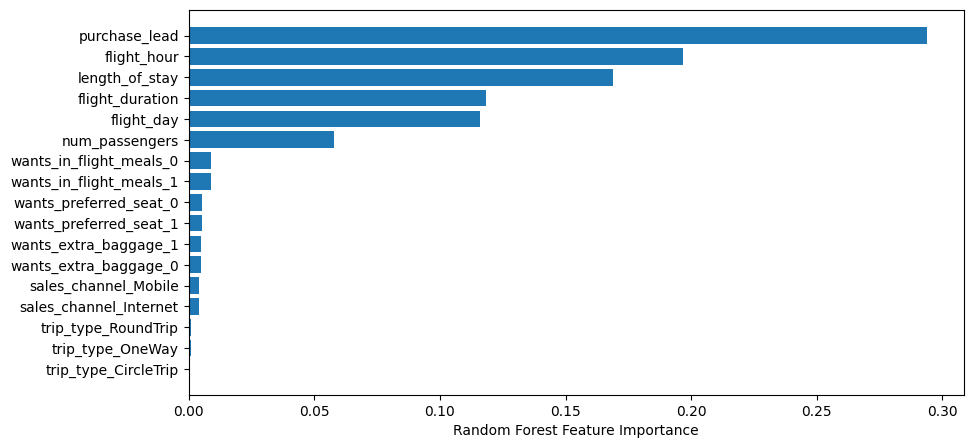 purchase_lead
flight_hour
length_of_stay
flight_duration
flight_day
num_passengers
wants_in_flight_meals_0
wants_in_flight_meals_1
wants_preferred_seat_0
wants_preferred_seat_1
wants_extra_baggage_1
wants_extra_baggage_0
sales_channel_Mobile
sales_channel_Internet
trip_type_RoundTrip
trip_type_OneWay
trip_type_CircleTrip
0.00 0.05 0.10 0.15 0.20 0.25 0.30
Random Forest Feature Importance